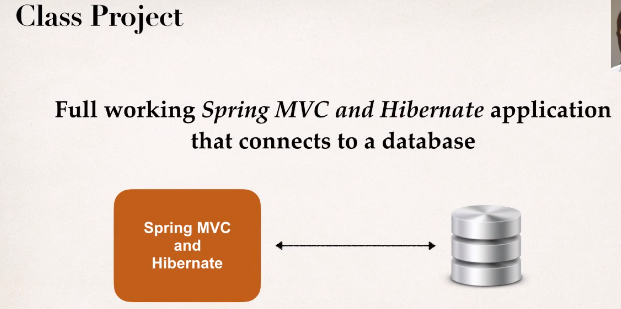 Class Project
Full working Spring MVC and Hibernate application
that connects to a database
Spring MVC
and
Hibernate